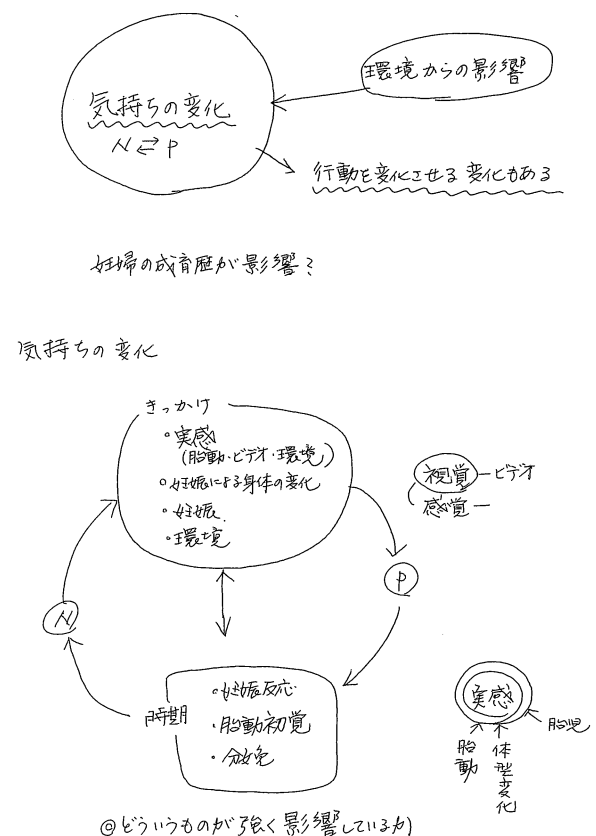 環境からの影響
気持ちの変化
N ⇄ P
行動を変化させる変化もある
妊婦の成育歴が影響?
気持ちの変化
きっかけ
◦実感
(胎動・ビデオ・環境)
◦妊娠による身体の変化
◦妊娠
◦環境
視覚－ビデオ
感覚－
P
N
時期
・妊娠反応
・胎動初覚
・分娩
実感
胎児
胎動
体型変化
◎どういうものが強く影響しているか